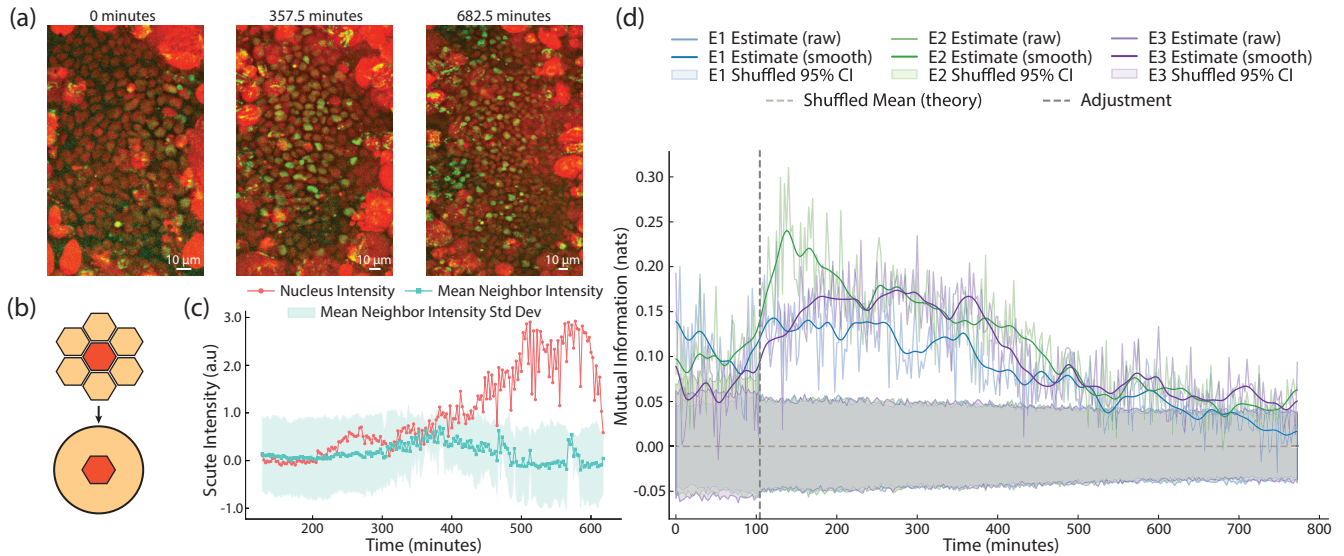 (a)
0 minutes
357.5 minutes
682.5 minutes
10 μm
10 μm
10 μm
(b)
(c)
Nucleus Intensity
Mean Neighbor Intensity
Mean Neighbor Intensity Std Dev
Scute Intensity (a.u)
3.0
2.0
1.0
0.0
-1.0
200
300
400
500
600
Time (minutes)
(d)
E1 Estimate (raw)
E2 Estimate (raw)
E3 Estimate (raw)
E1 Estimate (smooth)
E2 Estimate (smooth)
E3 Estimate (smooth)
E1 Shuffled 95% CI
E2 Shuffled 95% CI
E3 Shuffled 95% CI
Shuffled Mean (theory)
Adjustment
Mutual Information (nats)
0.30
0.25
0.20
0.15
0.10
0.05
0.00
-0.05
0
100
200
300
400
500
600
700
800
Time (minutes)